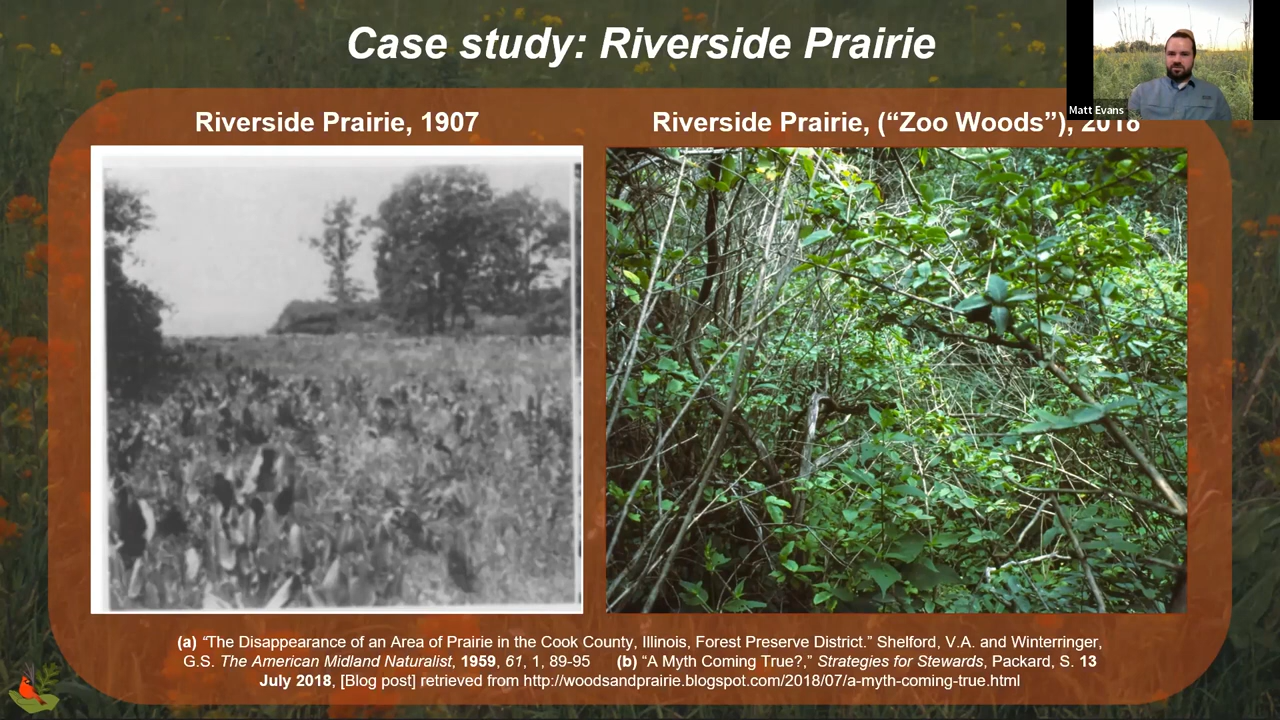 Case study: Riverside Prairie
Matt Evans
Riverside Prairie, 1907
Riverside Prairie, (“Zoo Woods”), 2018
(a) “The Disappearance of an Area of Prairie in the Cook County, Illinois, Forest Preserve District.” Shelford, V.A. and Winterringer,
G.S. The American Midland Naturalist, 1959, 61, 1, 89-95 (b) “A Myth Coming True?,” Strategies for Stewards, Packard, S. 13
July 2018, [Blog post] retrieved from http://woodsandprairie.blogspot.com/2018/07/a-myth-coming-true.html